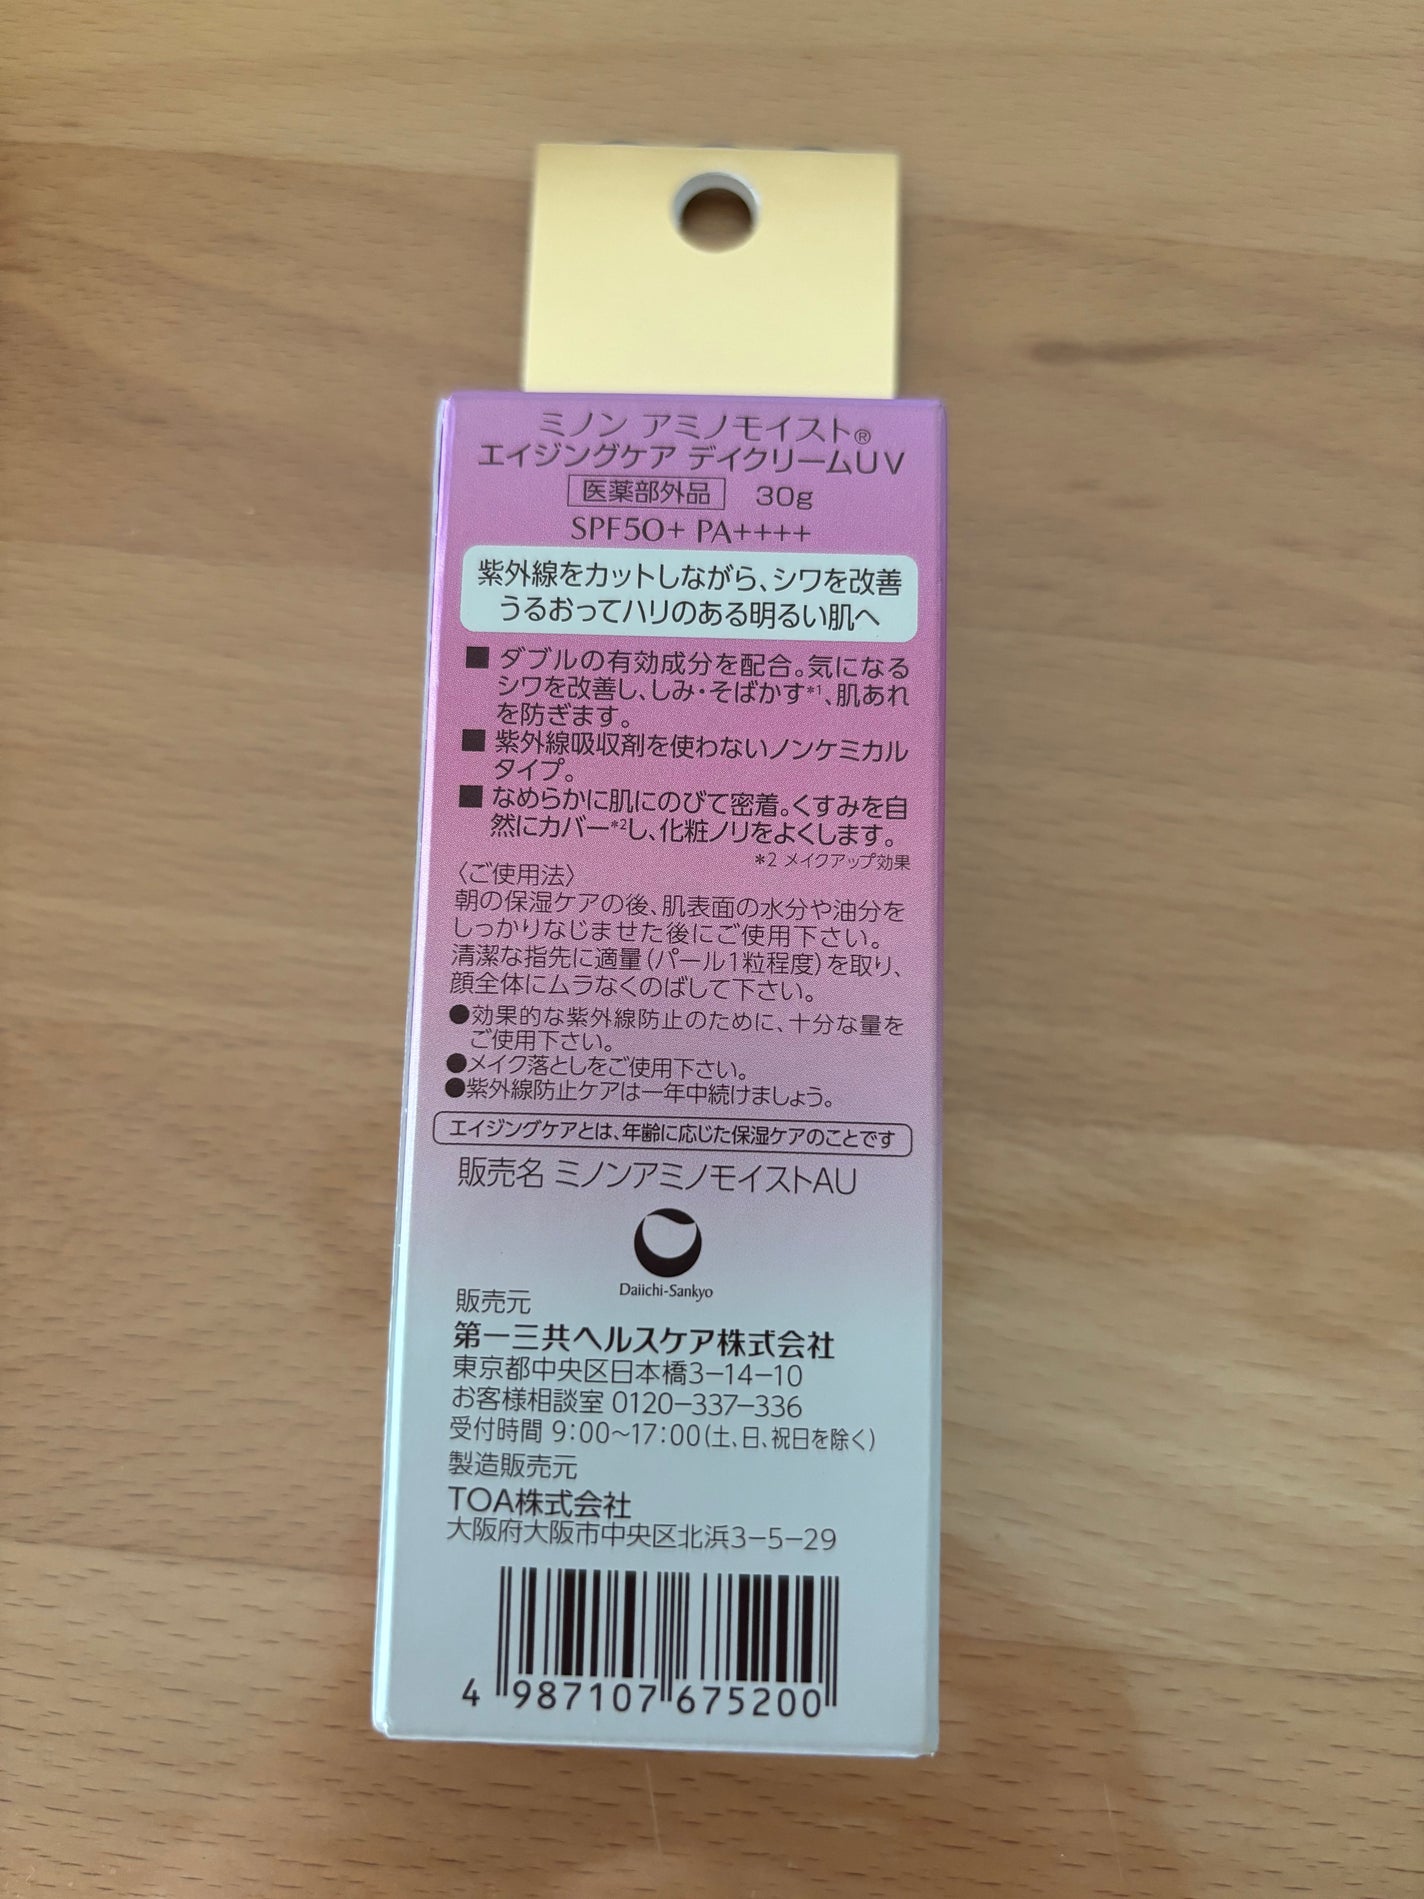 ミノン アミノモイスト®
エイジングケア デイクリームUV
医薬部外品 30g
SPF50+ PA++++
紫外線をカットしながら、シワを改善
うるおってハリのある明るい肌へ
■ ダブルの有効成分を配合。気になる
シワを改善し、しみ・そばかす*1、肌あれ
を防ぎます。
■ 紫外線吸収剤を使わないノンケミカル
タイプ。
■ なめらかに肌にのびて密着。くすみを自
然にカバー*2し、化粧ノリをよくします。
*2 メイクアップ効果
〈ご使用法〉
朝の保湿ケアの後、肌表面の水分や油分を
しっかりなじませた後にご使用下さい。
清潔な指先に適量(パール1粒程度)を取り、
顔全体にムラなくのばして下さい。
●効果的な紫外線防止のために、十分な量を
ご使用下さい。
●メイク落としをご使用下さい。
●紫外線防止ケアは一年中続けましょう。
エイジングケアとは、年齢に応じた保湿ケアのことです
販売名 ミノンアミノモイストAU
Daiichi-Sankyo
販売元
第一三共ヘルスケア株式会社
東京都中央区日本橋3-14-10
お客様相談室 0120-337-336
受付時間 9:00~17:00(土、日、祝日を除く)
製造販売元
TOA株式会社
大阪府大阪市中央区北浜3-5-29
4 987107 675200